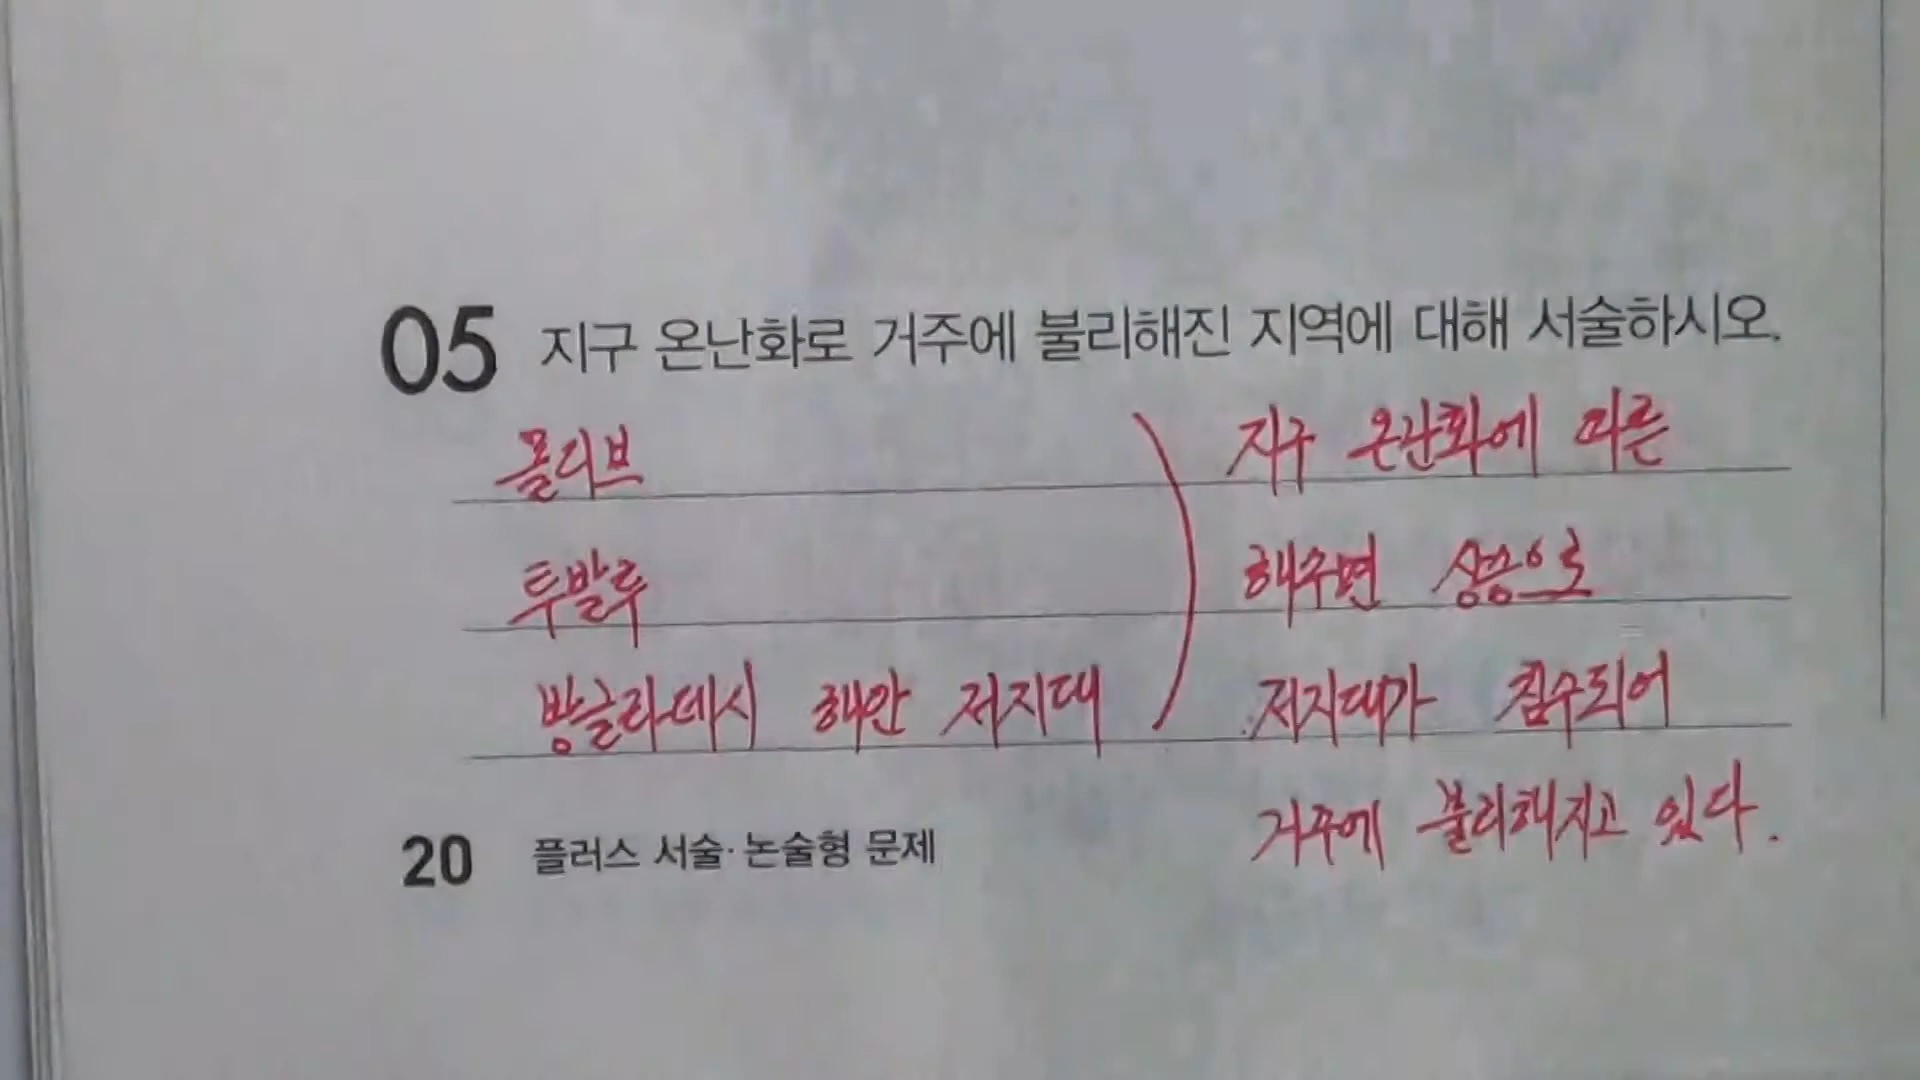 05 지구 온난화로 거주에 불리해진 지역에 대해 서술하시오.
몰디브
투발루
방글라데시 해안 저지대
지구 온난화에 따른
해수면 상승으로
저지대가 침수되어
거주에 불리해지고 있다.
20 플러스 서술·논술형 문제